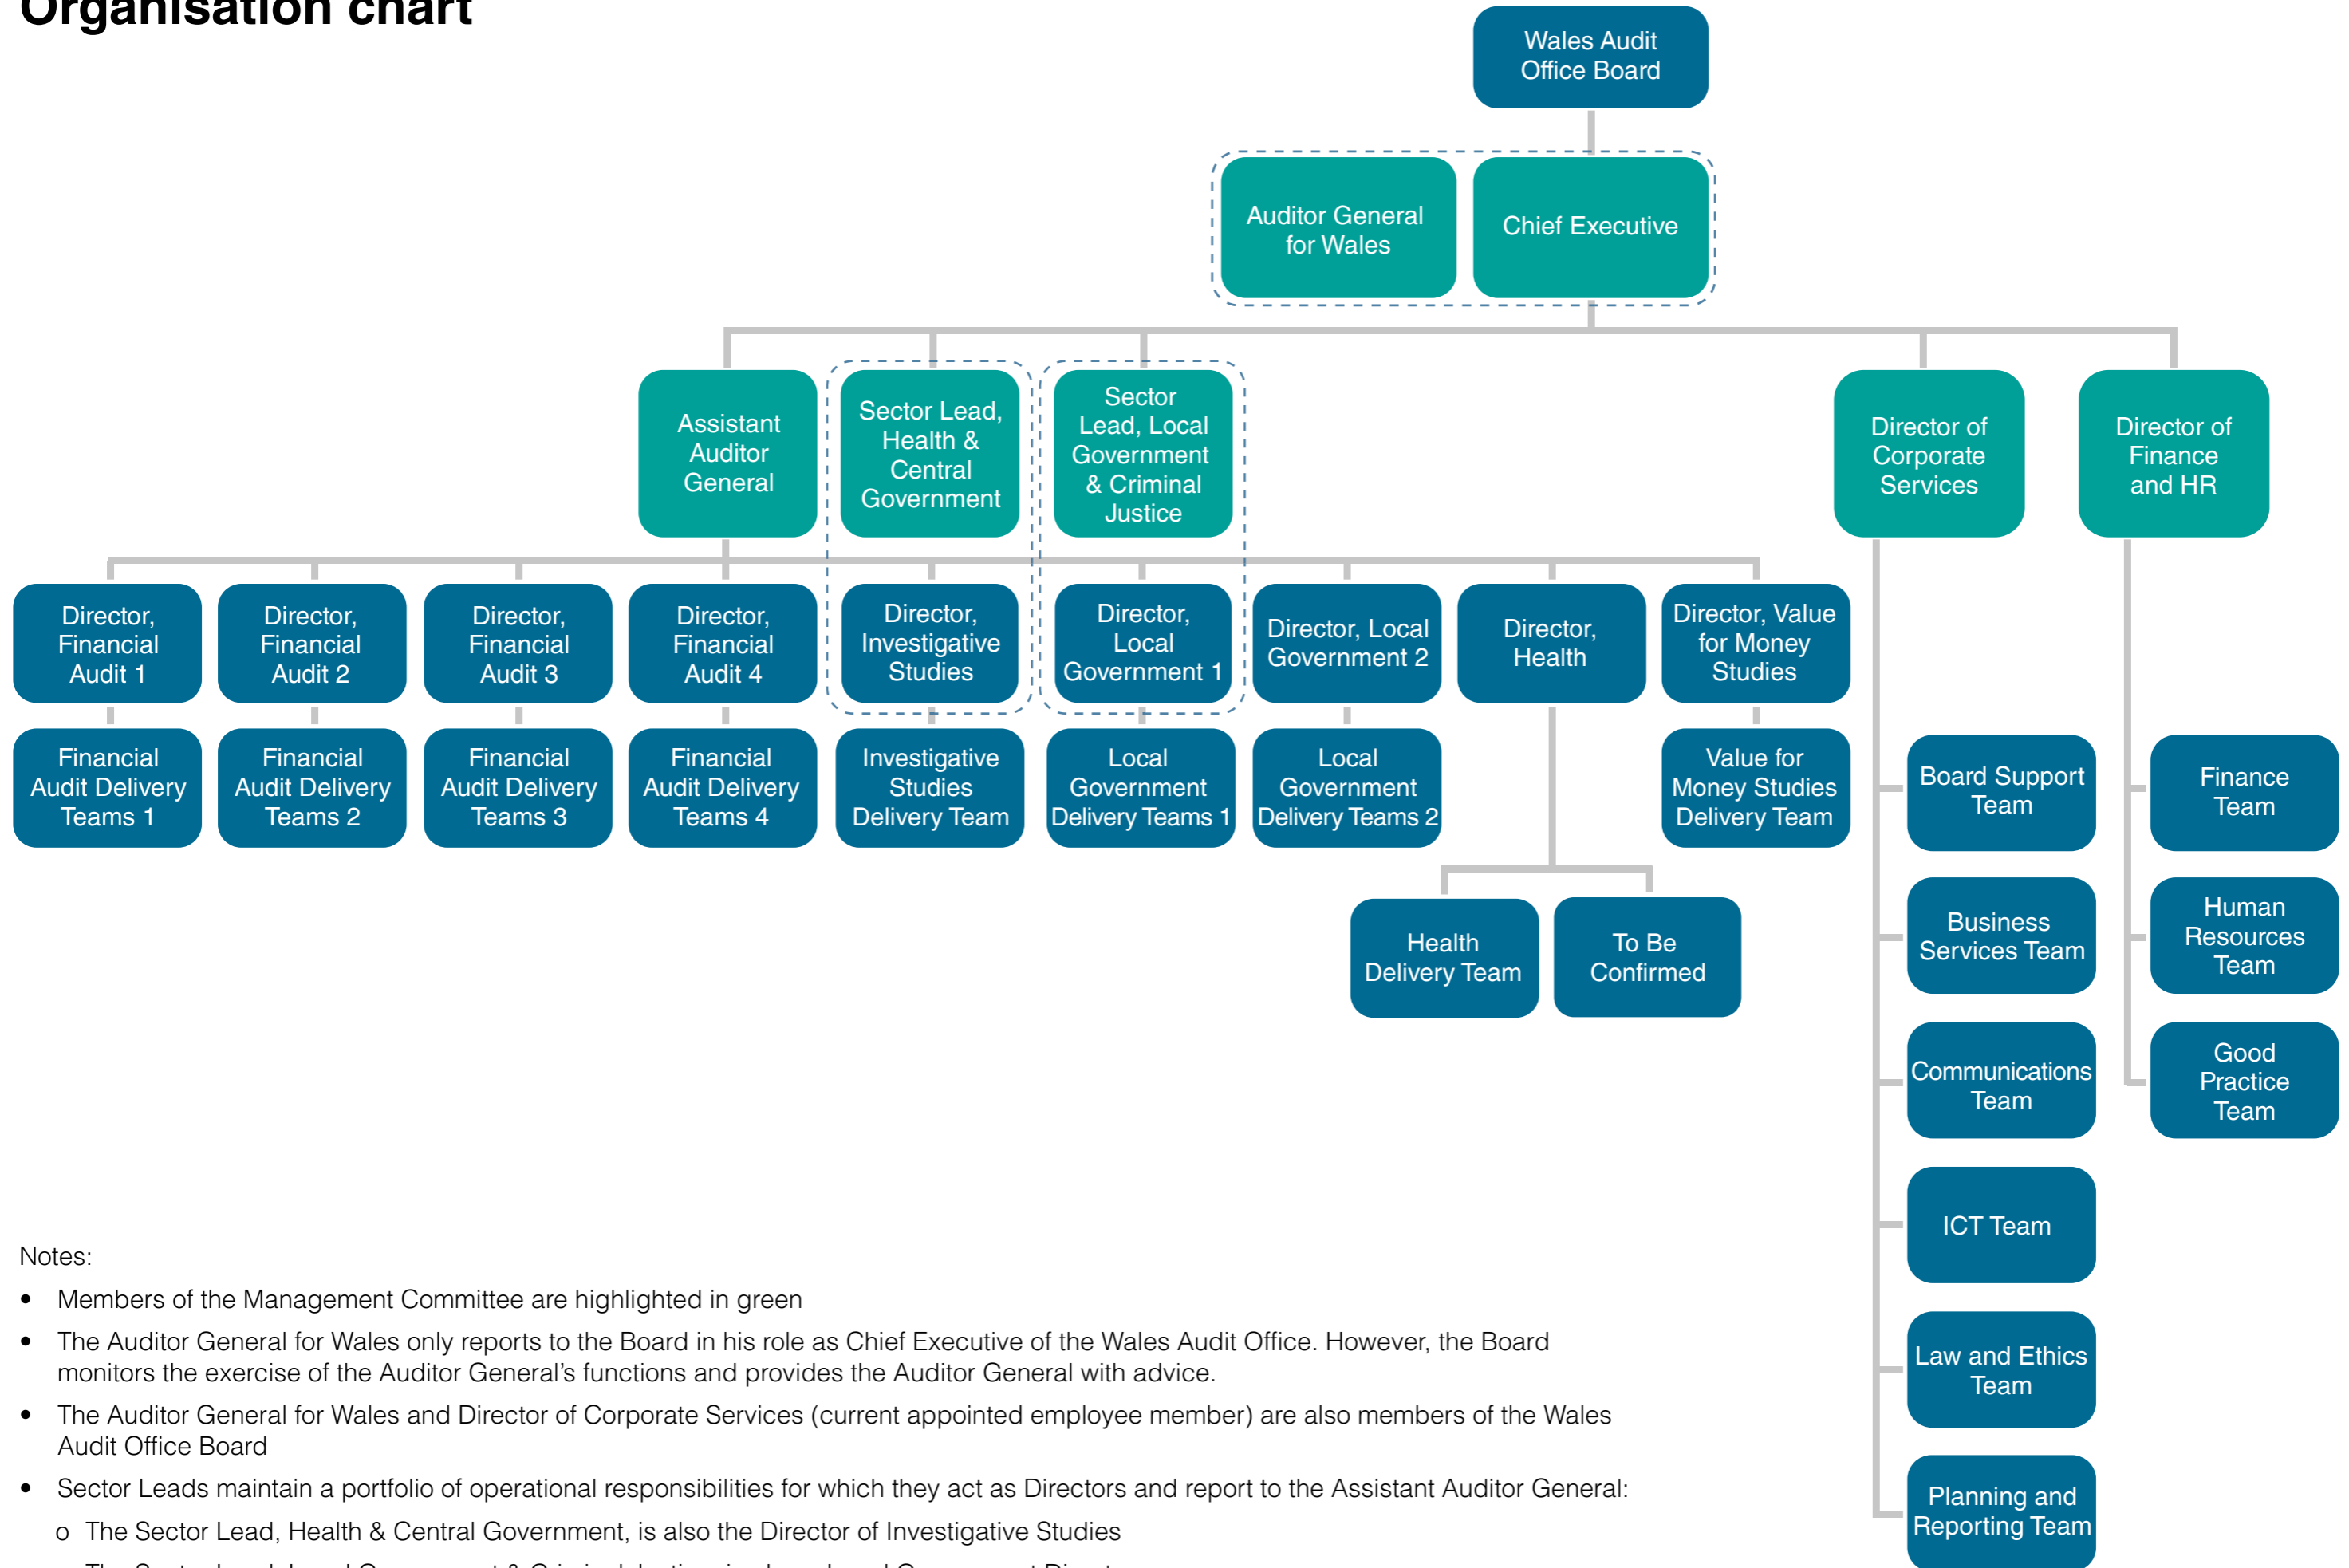 Organisation chart
Wales Audit
Office Board
Auditor General
for Wales
Chief Executive
Assistant
Auditor
General
Sector Lead,
Health &
Central
Government
Sector
Lead, Local
Government
& Criminal
Justice
Director of
Corporate
Services
Director of
Finance
and HR
Director,
Financial
Audit 1
Director,
Financial
Audit 2
Director,
Financial
Audit 3
Director,
Financial
Audit 4
Director,
Investigative
Studies
Director,
Local
Government 1
Director, Local
Government 2
Director,
Health
Director, Value
for Money
Studies
Financial
Audit Delivery
Teams 1
Financial
Audit Delivery
Teams 2
Financial
Audit Delivery
Teams 3
Financial
Audit Delivery
Teams 4
Investigative
Studies
Delivery Team
Local
Government
Delivery Teams 1
Local
Government
Delivery Teams 2
Value for
Money Studies
Delivery Team
Health
Delivery Team
To Be
Confirmed
Board Support
Team
Business
Services Team
Communications
Team
ICT Team
Law and Ethics
Team
Planning and
Reporting Team
Finance
Team
Human
Resources
Team
Good
Practice
Team
Notes:
• Members of the Management Committee are highlighted in green
• The Auditor General for Wales only reports to the Board in his role as Chief Executive of the Wales Audit Office. However, the Board
monitors the exercise of the Auditor General's functions and provides the Auditor General with advice.
• The Auditor General for Wales and Director of Corporate Services (current appointed employee member) are also members of the Wales
Audit Office Board
• Sector Leads maintain a portfolio of operational responsibilities for which they act as Directors and report to the Assistant Auditor General:
o The Sector Lead, Health & Central Government, is also the Director of Investigative Studies